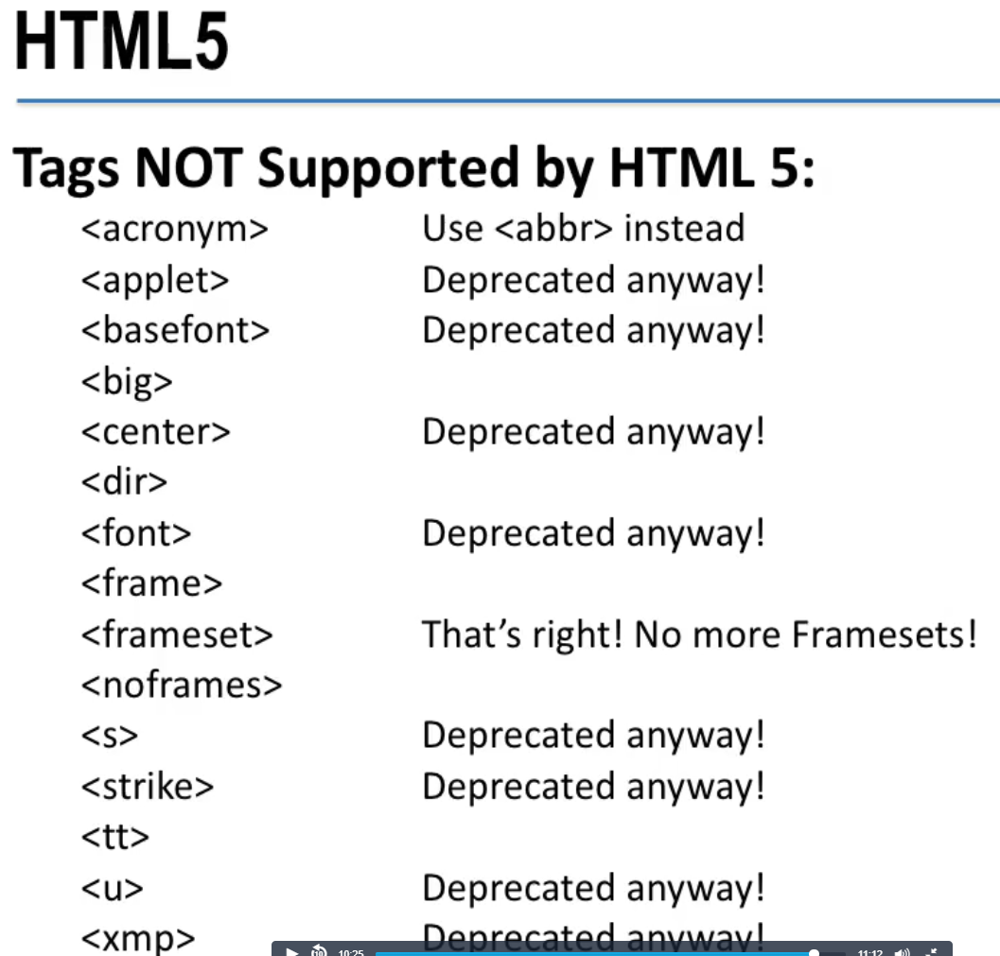 HTML5
Tags NOT Supported by HTML 5:
<acronym> Use <abbr> instead
<applet> Deprecated anyway!
<basefont> Deprecated anyway!
<big>
<center> Deprecated anyway!
<dir>
<font> Deprecated anyway!
<frame>
<frameset> That’s right! No more Framesets!
<noframes>
<s> Deprecated anyway!
<strike> Deprecated anyway!
<tt>
<u> Deprecated anyway!
<xmp> Deprecated anyway!
10 10:25 11:12